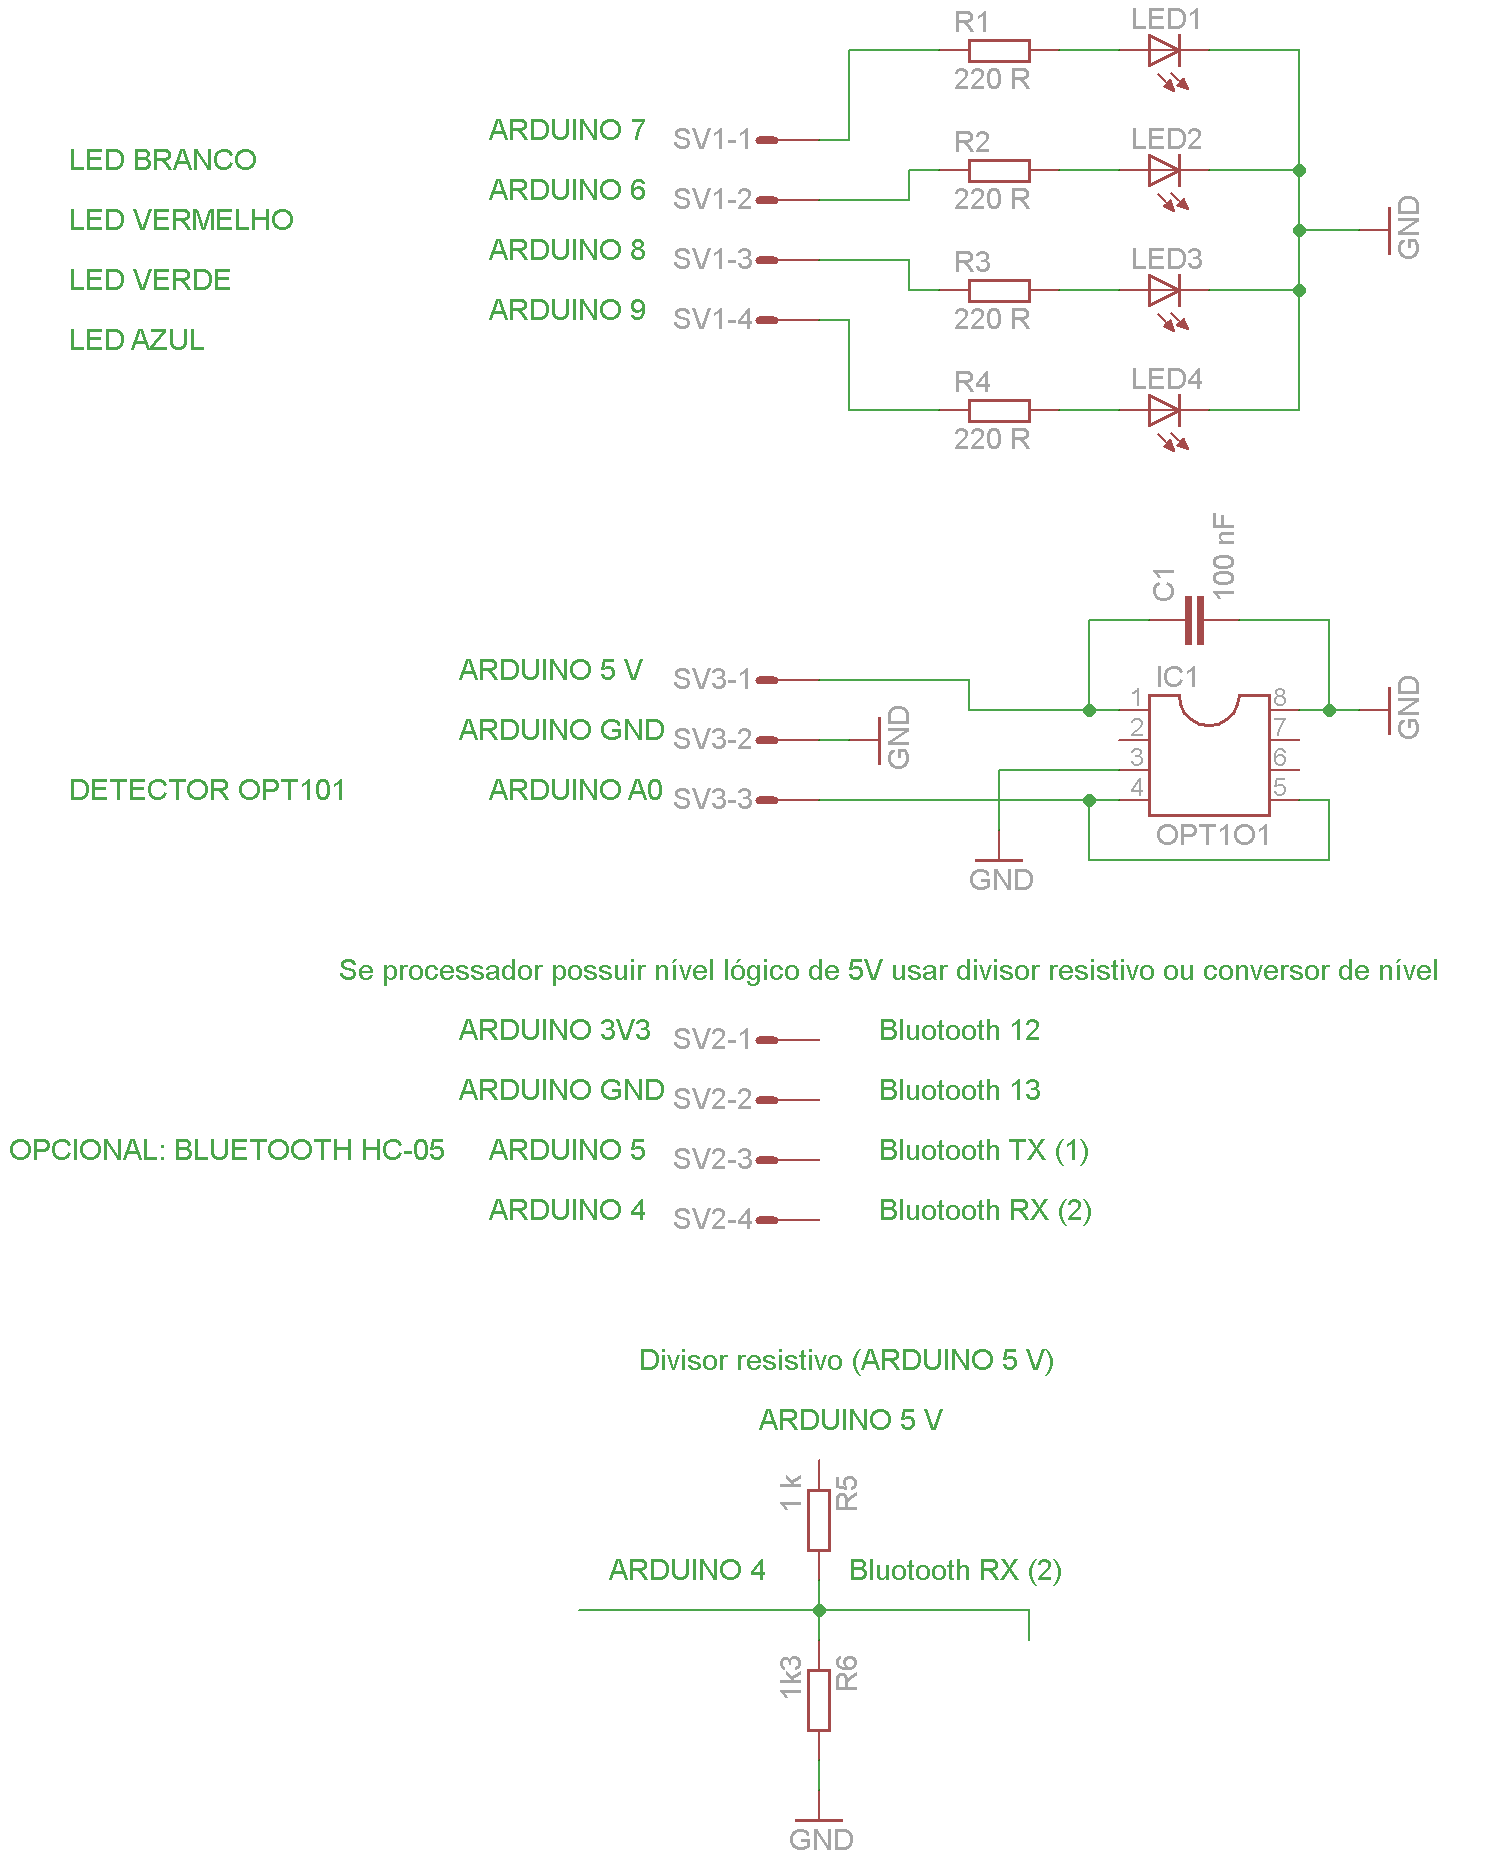 R1
LED1
220 R
ARDUINO 7
SV1-1
R2
LED2
LED BRANCO
ARDUINO 6
SV1-2
220 R
LED VERMELHO
ARDUINO 8
SV1-3
R3
LED3
GND
LED VERDE
ARDUINO 9
SV1-4
220 R
LED AZUL
R4
LED4
220 R
C1
100 nF
ARDUINO 5 V
SV3-1
IC1
1
8
GND
ARDUINO GND
SV3-2
GND
2
7
3
6
DETECTOR OPT101
ARDUINO A0
SV3-3
4
5
OPT1O1
GND
Se processador possuir nível lógico de 5V usar divisor resistivo ou conversor de nível
ARDUINO 3V3
SV2-1
Bluotooth 12
ARDUINO GND
SV2-2
Bluotooth 13
OPCIONAL: BLUETOOTH HC-05
ARDUINO 5
SV2-3
Bluotooth TX (1)
ARDUINO 4
SV2-4
Bluotooth RX (2)
Divisor resistivo (ARDUINO 5 V)
ARDUINO 5 V
1 k
R5
ARDUINO 4
Bluotooth RX (2)
1k3
R6
GND